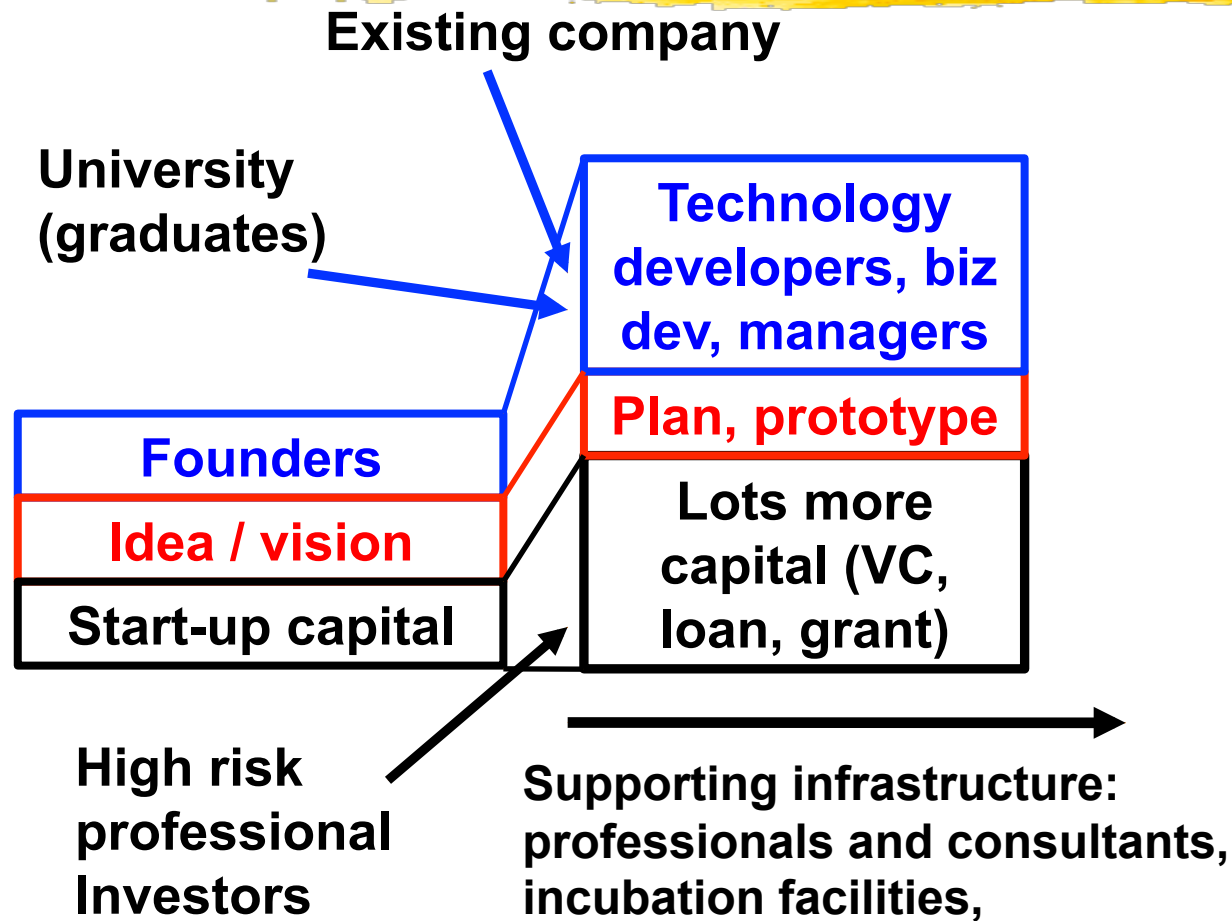 Existing company
University
(graduates)
Technology
developers, biz
dev, managers
Founders
Plan, prototype
Idea / vision
Lots more
capital (VC,
loan, grant)
Start-up capital
High risk
professional
Investors
Supporting infrastructure:
professionals and consultants,
incubation facilities,